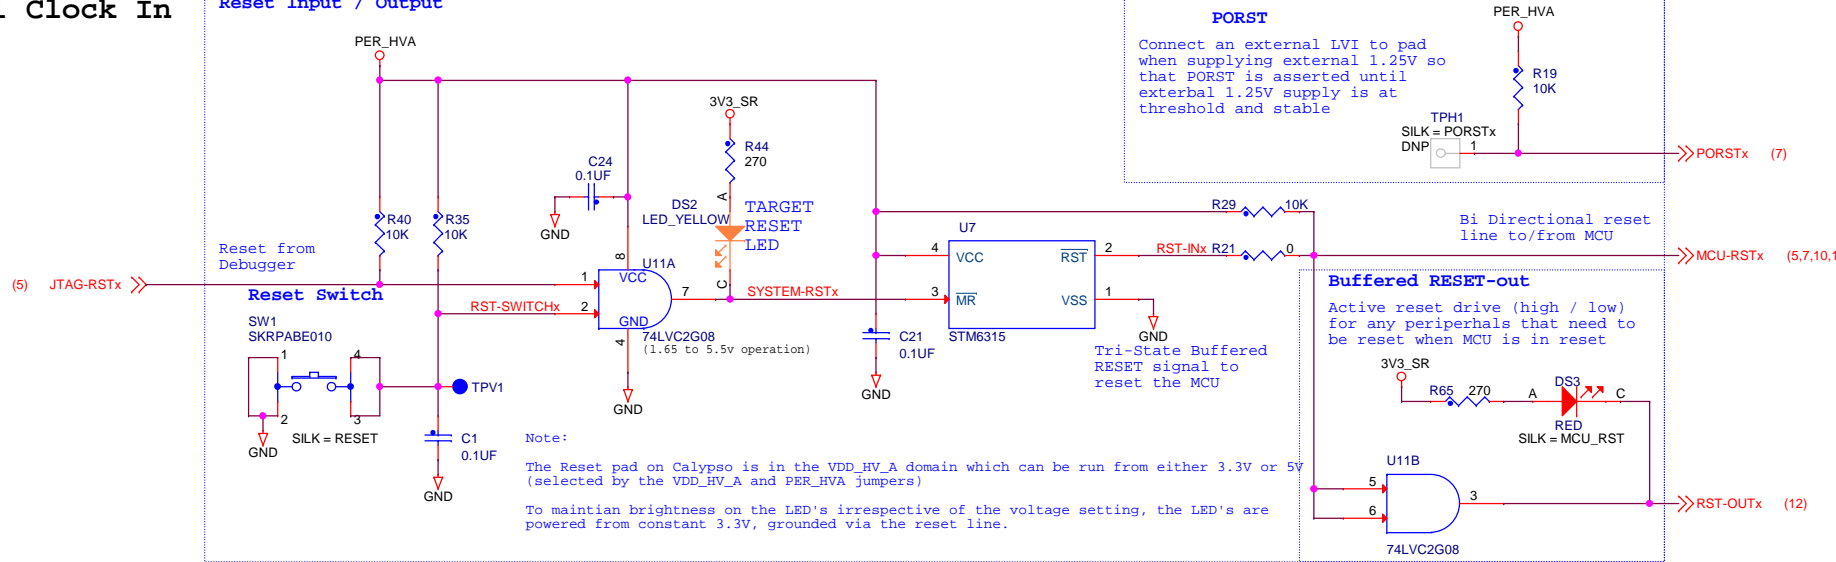 l Clock In
Reset Input / Output
PER_HVA
R40
10K
R35
10K
Reset from
Debugger
(5) JTAG-RSTx
Reset Switch
SW1
SKRPABE010
1
4
2
3
SILK = RESET
GND
TPV1
C1
0.1UF
GND
RST-SWITCHx
C24
0.1UF
GND
8
U11A
VCC
1
2
7
GND
4
74LVC2G08
(1.65 to 5.5v operation)
GND
3V3_SR
R44
270
A
DS2
LED_YELLOW
C
TARGET
RESET
LED
SYSTEM-RSTx
U7
4
VCC
RST
2
3
MR
VSS
1
STM6315
GND
C21
0.1UF
GND
Tri-State Buffered
RESET signal to
reset the MCU
RST-INx
R29
10K
R21
0
Note:
The Reset pad on Calypso is in the VDD_HV_A domain which can be run from either 3.3V or 5V
(selected by the VDD_HV_A and PER_HVA jumpers)
To maintian brightness on the LED's irrespective of the voltage setting, the LED's are
powered from constant 3.3V, grounded via the reset line.
PORST
Connect an external LVI to pad
when supplying external 1.25V so
that PORST is asserted until
exterbal 1.25V supply is at
threshold and stable
PER_HVA
R19
10K
TPH1
SILK = PORSTx
DNP
1
PORSTx (7)
Bi Directional reset
line to/from MCU
MCU-RSTx (5,7,10,1
Buffered RESET-out
Active reset drive (high / low)
for any periperhals that need to
be reset when MCU is in reset
3V3_SR
R65
270
A
DS3
C
RED
SILK = MCU_RST
U11B
5
6
3
74LVC2G08
RST-OUTx (12)